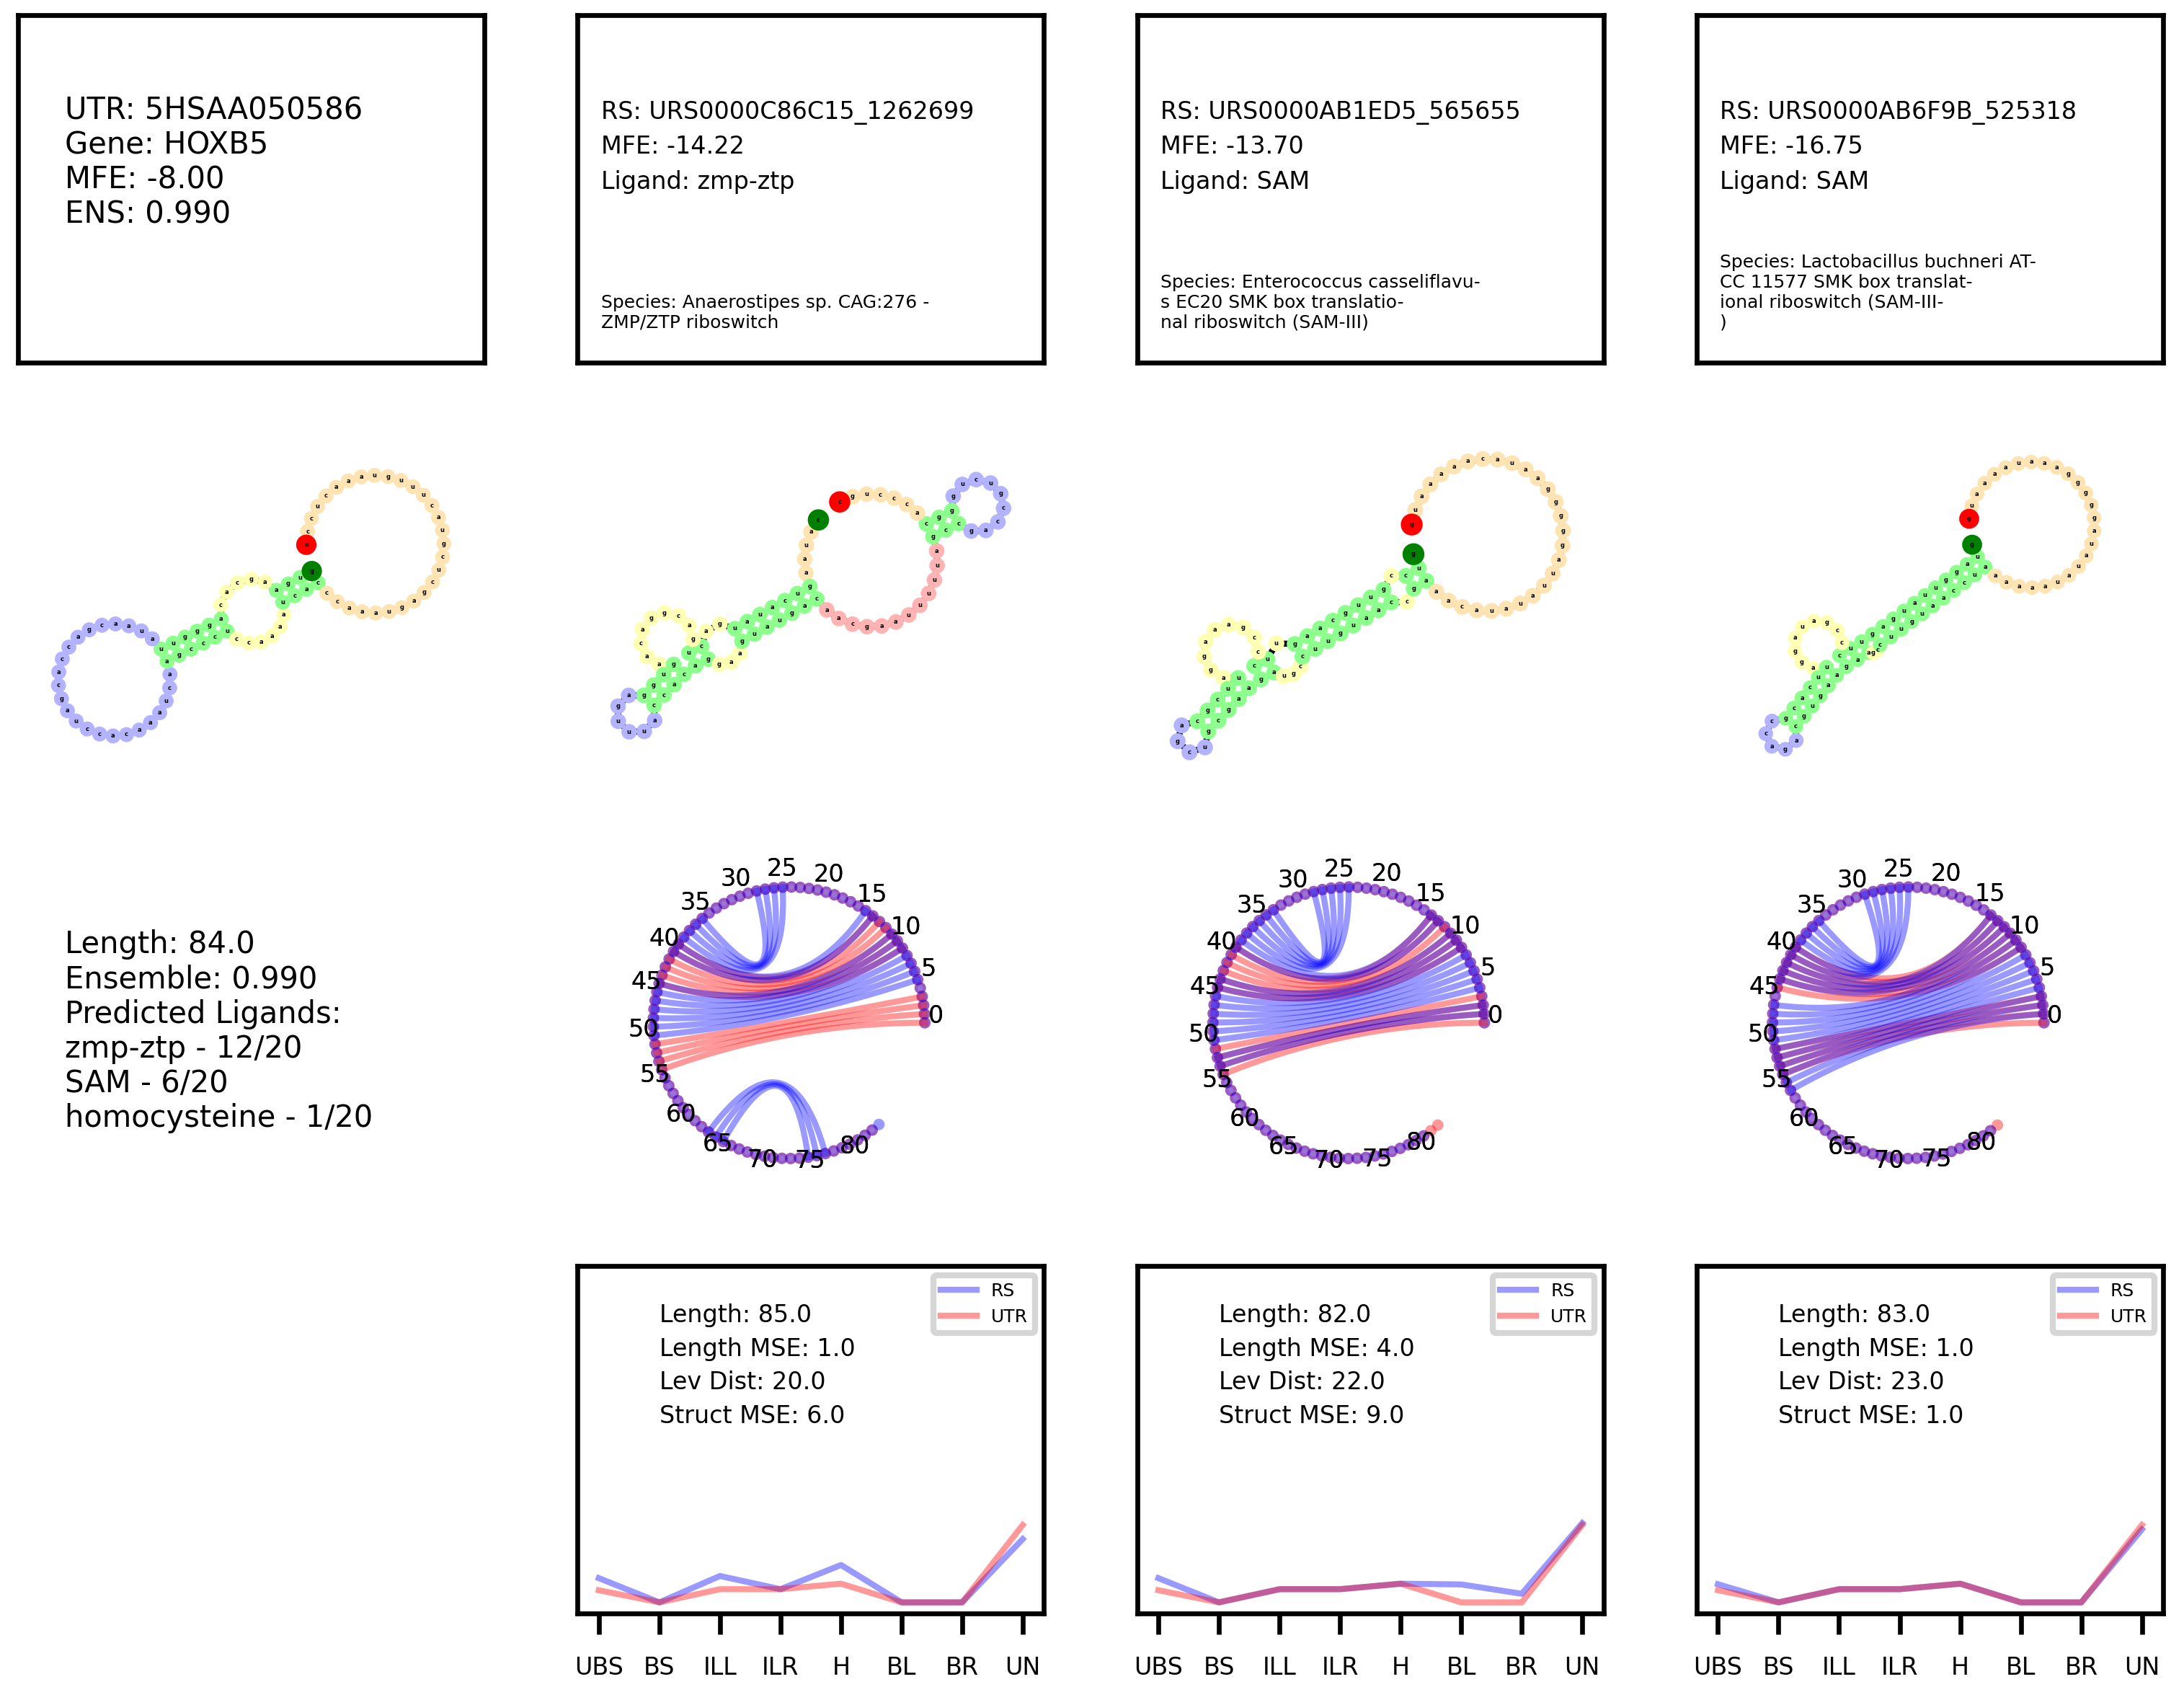 UTR: 5HSAA050586
Gene: HOXB5
MFE: -8.00
ENS: 0.990
RS: URS0000C86C15_1262699
MFE: -14.22
Ligand: zmp-ztp
Species: Anaerostipes sp. CAG:276 -
ZMP/ZTP riboswitch
RS: URS0000AB1ED5_565655
MFE: -13.70
Ligand: SAM
Species: Enterococcus casseliflavu-
s EC20 SMK box translatio-
nal riboswitch (SAM-III)
RS: URS0000AB6F9B_525318
MFE: -16.75
Ligand: SAM
Species: Lactobacillus buchneri AT-
CC 11577 SMK box translat-
ional riboswitch (SAM-III-
)
Length: 84.0
Ensemble: 0.990
Predicted Ligands:
zmp-ztp - 12/20
SAM - 6/20
homocysteine - 1/20
0 5 10 15 20 25 30 35 40 45 50 55 60 65 70 75 80
0 5 10 15 20 25 30 35 40 45 50 55 60 65 70 75 80
0 5 10 15 20 25 30 35 40 45 50 55 60 65 70 75 80
RS
UTR
Length: 85.0
Length MSE: 1.0
Lev Dist: 20.0
Struct MSE: 6.0
UBS BS ILL ILR H BL BR UN
RS
UTR
Length: 82.0
Length MSE: 4.0
Lev Dist: 22.0
Struct MSE: 9.0
UBS BS ILL ILR H BL BR UN
RS
UTR
Length: 83.0
Length MSE: 1.0
Lev Dist: 23.0
Struct MSE: 1.0
UBS BS ILL ILR H BL BR UN